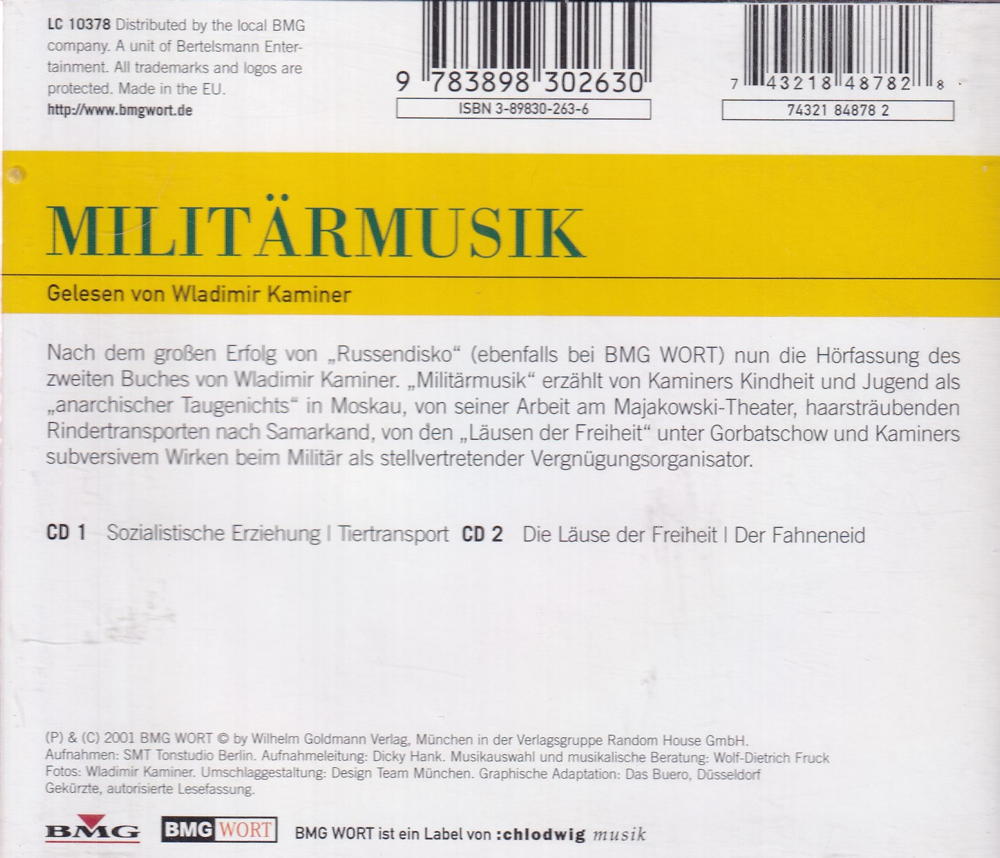 LC 10378 Distributed by the local BMG
company. A unit of Bertelsmann Enter-
tainment. All trademarks and logos are
protected. Made in the EU.
http://www.bmgwort.de
9 783898 302630
ISBN 3-89830-263-6
7 43218 48782 8
74321 84878 2
MILITÄRMUSIK
Gelesen von Wladimir Kaminer
Nach dem großen Erfolg von „Russendisko“ (ebenfalls bei BMG WORT) nun die Hörfassung des
zweiten Buches von Wladimir Kaminer. „Militärmusik“ erzählt von Kaminers Kindheit und Jugend als
„anarchischer Taugenichts“ in Moskau, von seiner Arbeit am Majakowski-Theater, haarsträubenden
Rindertransporten nach Samarkand, von den „Läusen der Freiheit“ unter Gorbatschow und Kaminers
subversivem Wirken beim Militär als stellvertretender Vergnügungsorganisator.
CD 1 Sozialistische Erziehung | Tiertransport CD 2 Die Läuse der Freiheit | Der Fahneneid
(P) & (C) 2001 BMG WORT © by Wilhelm Goldmann Verlag, München in der Verlagsgruppe Random House GmbH.
Aufnahmen: SMT Tonstudio Berlin. Aufnahmeleitung: Dicky Hank. Musikauswahl und musikalische Beratung: Wolf-Dietrich Fruck
Fotos: Wladimir Kaminer. Umschlaggestaltung: Design Team München. Graphische Adaptation: Das Buero, Düsseldorf
Gekürzte, autorisierte Lesefassung.
BMG BMG WORT BMG WORT ist ein Label von :chlodwig musik